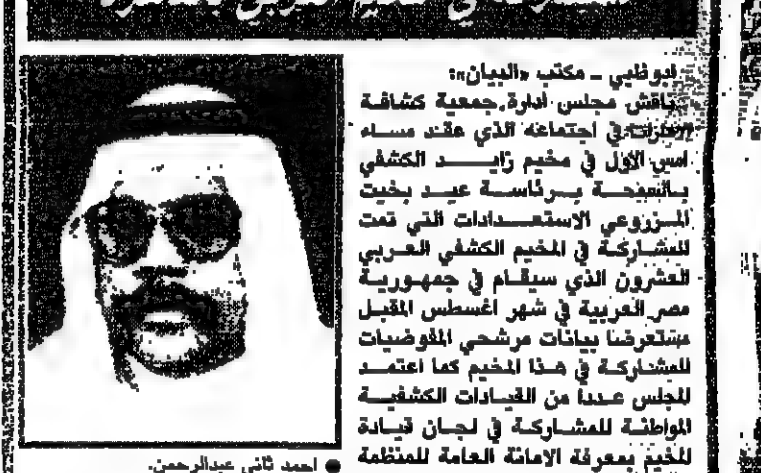 ابوظبي ـ مكتب «البيان»:
ناقش مجلس ادارة جمعية كشافة
في اجتماعه الذي عقد مساء
امس الاول في مخيم زايد الكشفي
بالسيحة برئاسة عيد بخيت
المزروعي الاستعدادات التي تمت
للمشاركة في المخيم الكشفي العربي
العشرون الذي سيقام في جمهورية
مصر العربية في شهر اغسطس المقبل
مستعرضا بيانات مرشحي المفوضيات
للمشاركة في هذا المخيم كما اعتمد
المجلس عددا من القيادات الكشفية
المواطنة للمشاركة في لجان قيادة
المخيم بمعرفة الامانة العامة للمنظمة
● احمد ثاني عبدالرحمن.